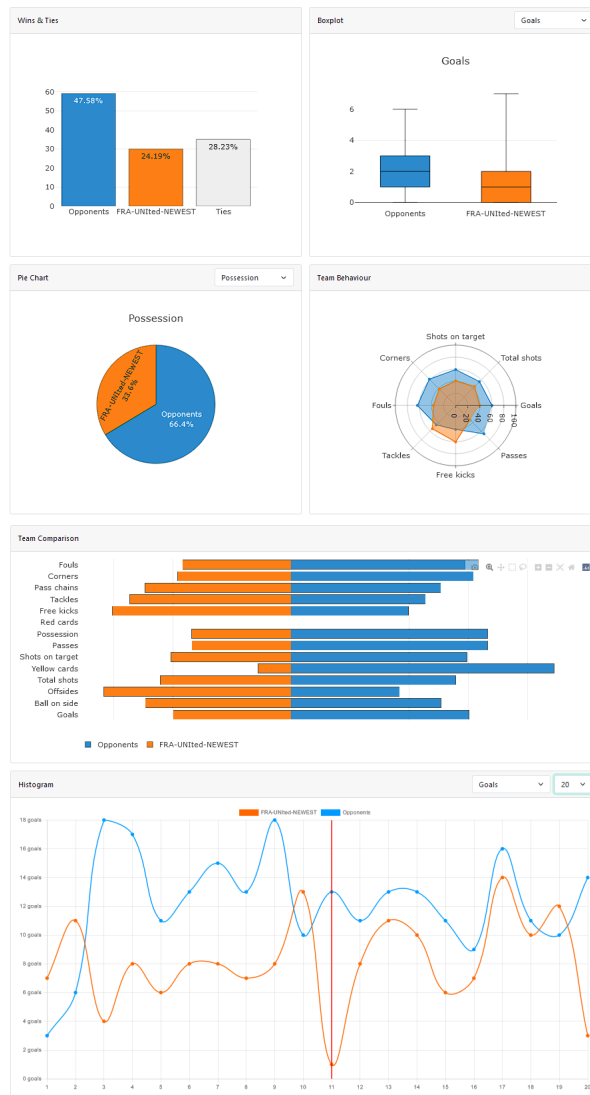 Wins & Ties
60
50
40
30
20
10
0
47.58%
24.19%
28.23%
Opponents
FRA-UNIted-NEWEST
Ties
Boxplot
Goals
Goals
6
4
2
0
Opponents
FRA-UNIted-NEWEST
Pie Chart
Possession
Possession
FRA-UNIted-NEWEST
33.6%
Opponents
66.4%
Team Behaviour
Shots on target
Corners
Total shots
Fouls
Goals
0
20
40
60
80
100
Tackles
Passes
Free kicks
Team Comparison
Fouls
Corners
Pass chains
Tackles
Free kicks
Red cards
Possession
Passes
Shots on target
Yellow cards
Total shots
Offsides
Ball on side
Goals
Opponents
FRA-UNIted-NEWEST
Histogram
Goals
20
FRA-UNIted-NEWEST
Opponents
18 goals
16 goals
14 goals
12 goals
10 goals
8 goals
6 goals
4 goals
2 goals
0 goals
1 2 3 4 5 6 7 8 9 10 11 12 13 14 15 16 17 18 19 20